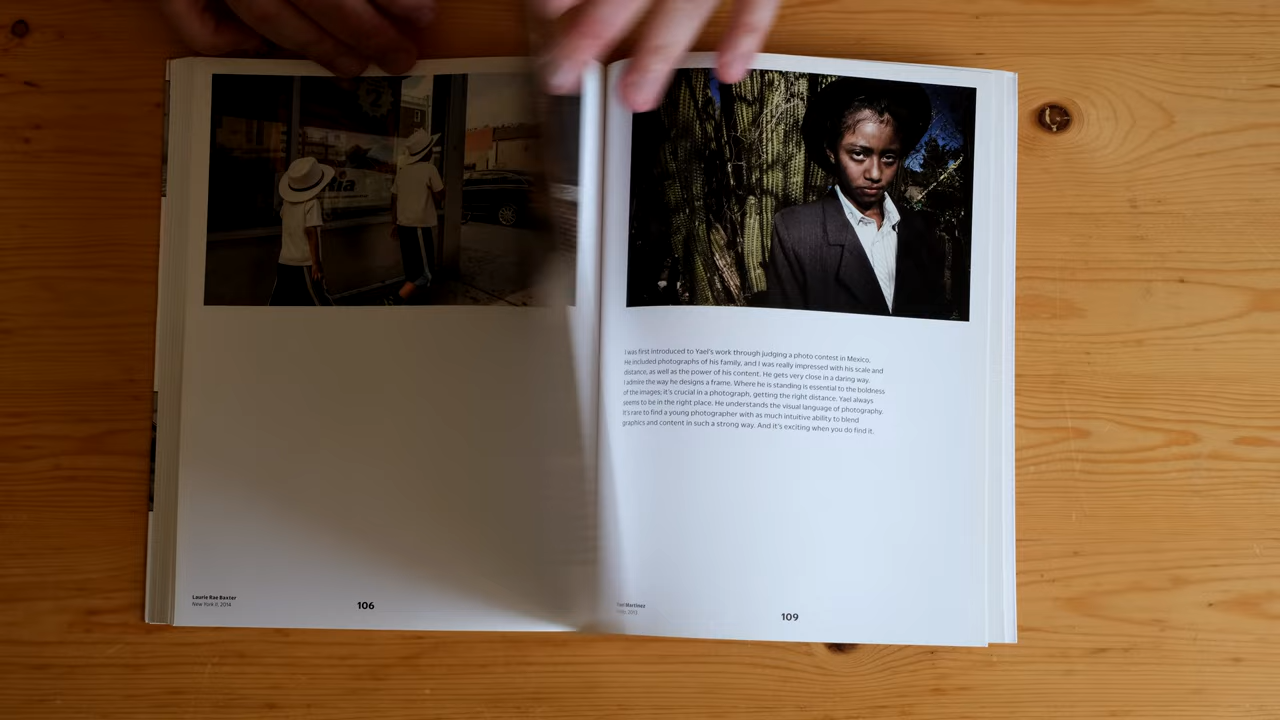 Laurie Rae Baxter
New York II, 2014
106
I was first introduced to Yael's work through judging a photo contest in Mexico.
He included photographs of his family, and I was really impressed with his scale and
distance, as well as the power of his content. He gets very close in a daring way.
I admire the way he designs a frame. Where he is standing is essential to the boldness
of the images; it's crucial in a photograph, getting the right distance. Yael always
seems to be in the right place. He understands the visual language of photography.
It's rare to find a young photographer with as much intuitive ability to blend
graphics and content in such a strong way. And it's exciting when you do find it.
Martinez
2013
109